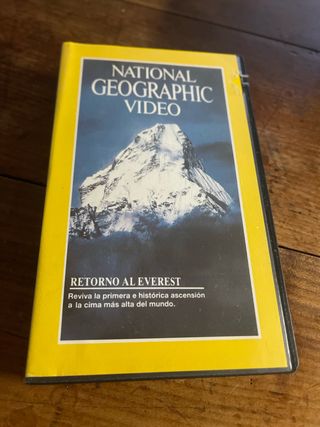 NATIONAL
GEOGRAPHIC
VIDEO
RETORNO AL EVEREST
Reviva la primera e histórica ascensión
a la cima más alta del mundo.